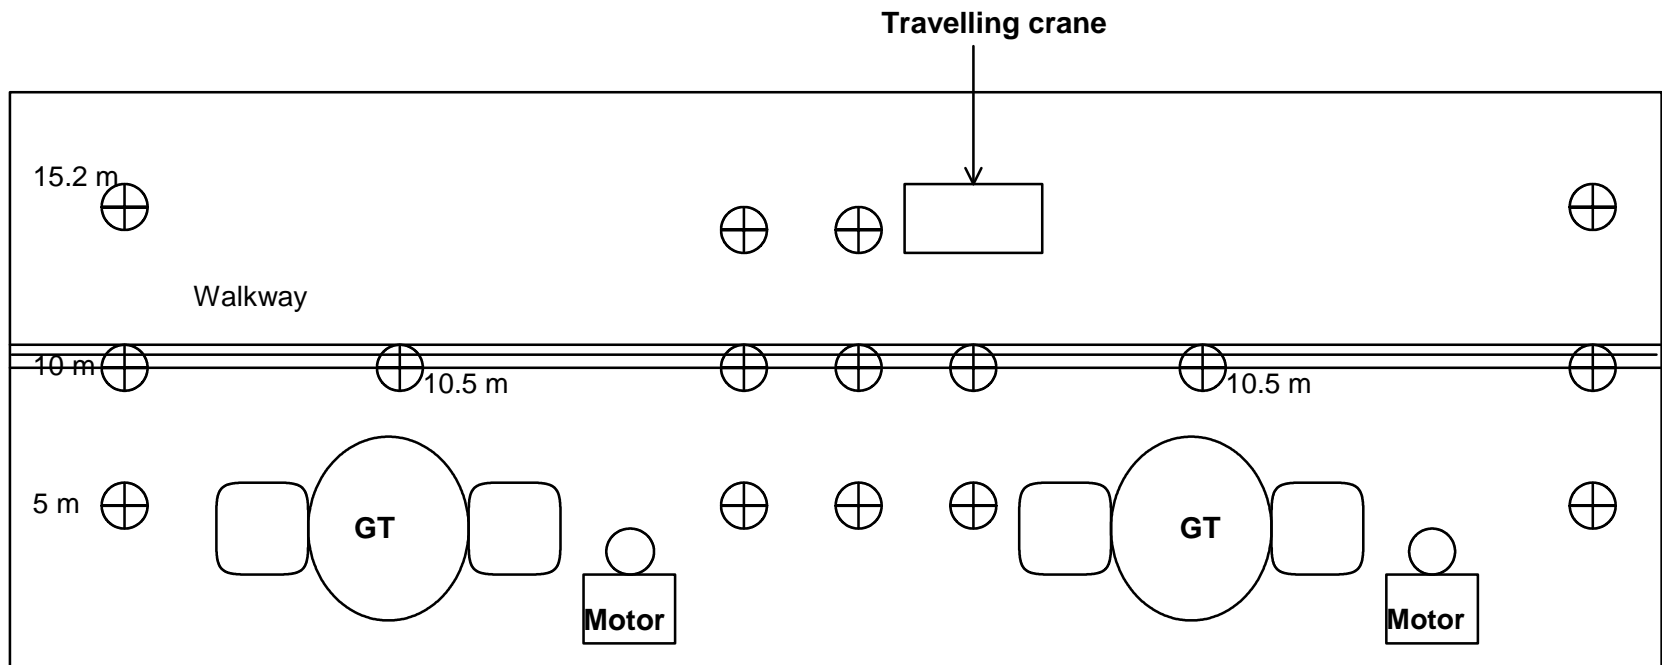 Travelling crane
15.2 m
Walkway
10 m
10.5 m
10.5 m
5 m
GT
GT
Motor
Motor